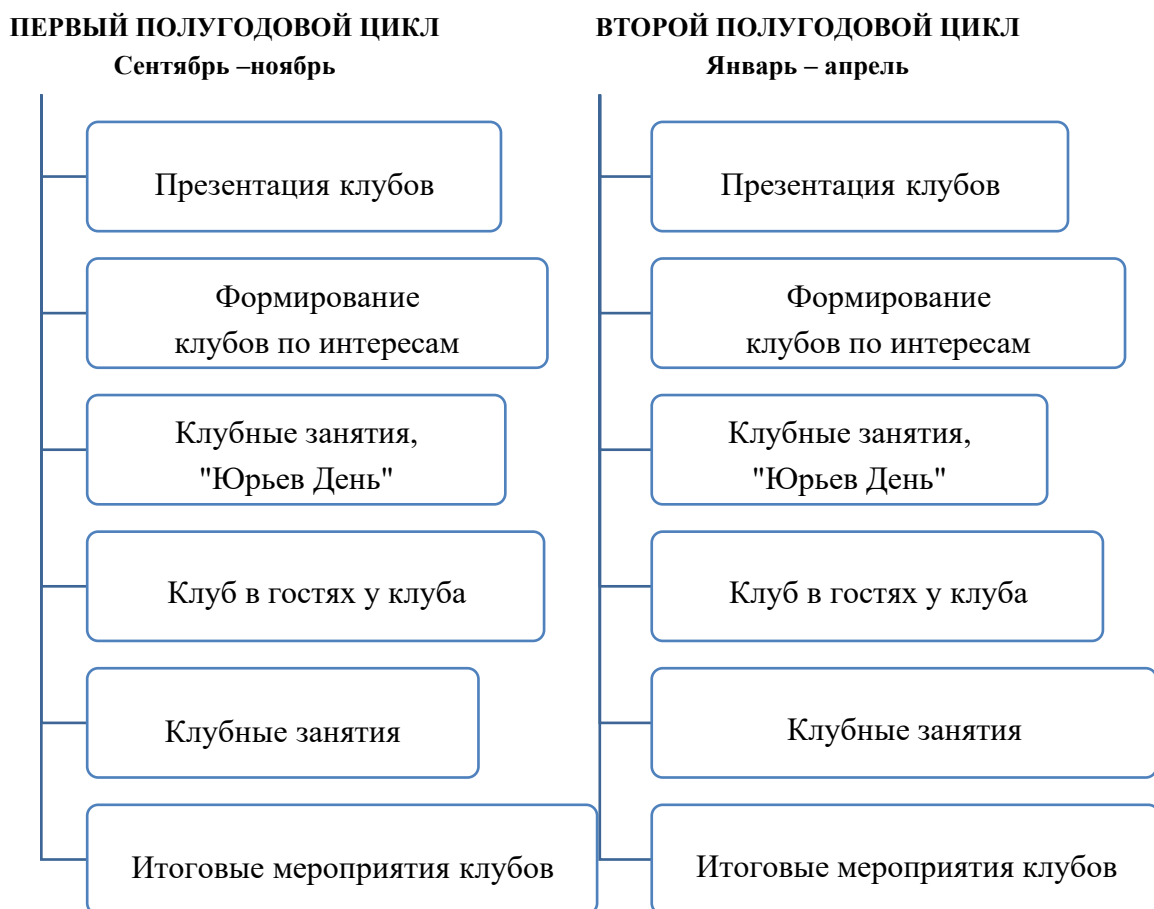 ПЕРВЫЙ ПОЛУГОДОВОЙ ЦИКЛ
Сентябрь –ноябрь
Презентация клубов
Формирование
клубов по интересам
Клубные занятия,
"Юрьев День"
Клуб в гостях у клуба
Клубные занятия
Итоговые мероприятия клубов
ВТОРОЙ ПОЛУГОДОВОЙ ЦИКЛ
Январь – апрель
Презентация клубов
Формирование
клубов по интересам
Клубные занятия,
"Юрьев День"
Клуб в гостях у клуба
Клубные занятия
Итоговые мероприятия клубов